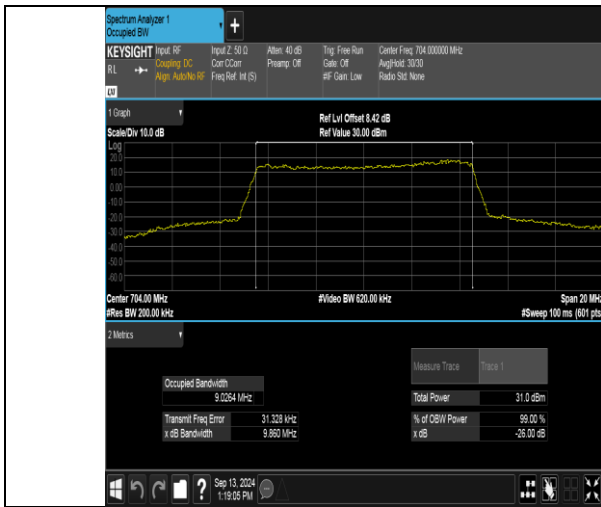 Spectrum Analyzer 1
Occupied BW
KEYSIGHT
R L
Input: RF
Coupling: DC
Align: Auto/No RF
Input Z: 50 Ω
Corr CCorr
Freq Ref: Int (S)
Atten: 40 dB
Preamp: Off
Trig: Free Run
Gate: Off
#IF Gain: Low
Center Freq: 704.000000 MHz
Avg|Hold: 30/30
Radio Std: None
1 Graph
Scale/Div 10.0 dB
Ref Lvl Offset 8.42 dB
Ref Value 30.00 dBm
Log
20.0
10.0
0.00
-10.0
-20.0
-30.0
-40.0
-50.0
-60.0
Center 704.00 MHz
#Video BW 620.00 kHz
Span 20 MHz
#Res BW 200.00 kHz
#Sweep 100 ms (601 pts)
2 Metrics
Measure Trace
Trace 1
Occupied Bandwidth
9.0264 MHz
Total Power
31.0 dBm
Transmit Freq Error
31.328 kHz
% of OBW Power
99.00 %
x dB Bandwidth
9.860 MHz
x dB
-26.00 dB
?
Sep 13, 2024
1:19:05 PM